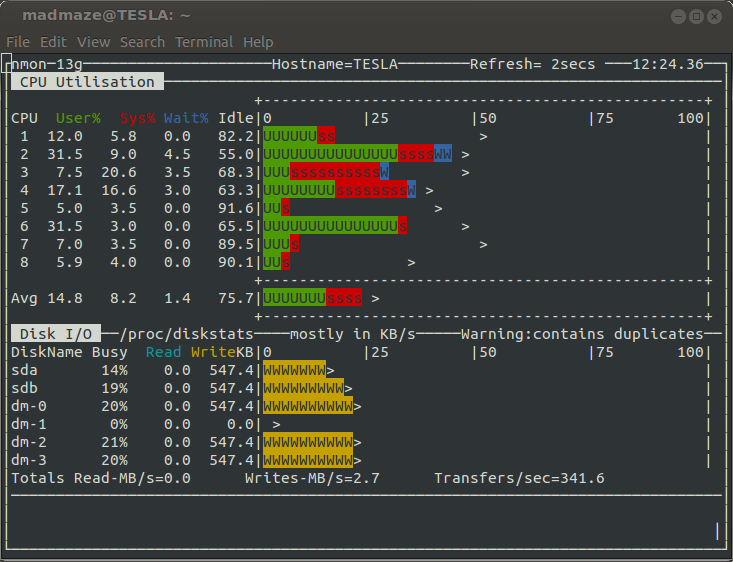 madmaze@TESLA: ~
File Edit View Search Terminal Help
nmon─13g─────────────────────Hostname=TESLA────────Refresh= 2secs ───12:24.36──
CPU Utilisation
+-------------------------------------------------+
CPU  User%  Sys% Wait%  Idle|0          |25         |50          |75       100|
1  12.0   5.8   0.0   82.2|UUUUUUss                >                        |
2  31.5   9.0   4.5   55.0|UUUUUUUUUUUUUUUssssWW >                          |
3   7.5  20.6   3.5   68.3|UUUssssssssssW        >                          |
4  17.1  16.6   3.0   63.3|UUUUUUUUssssssssW >                              |
5   5.0   3.5   0.0   91.6|UUs                >                             |
6  31.5   3.0   0.0   65.5|UUUUUUUUUUUUUUUs      >                          |
7   7.0   3.5   0.0   89.5|UUUs                    >                        |
8   5.9   4.0   0.0   90.1|UUs             >                                |
+-------------------------------------------------+
Avg 14.8   8.2   1.4   75.7|UUUUUUUssss >                                    |
+-------------------------------------------------+
Disk I/O ──/proc/diskstats────mostly in KB/s─────Warning:contains duplicates──
DiskName Busy  Read WriteKB|0          |25         |50          |75       100|
sda      14%    0.0  547.4|WWWWWWW>                                         |
sdb      19%    0.0  547.4|WWWWWWWWW>                                       |
dm-0     20%    0.0  547.4|WWWWWWWWWW>                                      |
dm-1      0%    0.0    0.0| >                                               |
dm-2     21%    0.0  547.4|WWWWWWWWWW>                                      |
dm-3     20%    0.0  547.4|WWWWWWWWWW>                                      |
Totals Read-MB/s=0.0      Writes-MB/s=2.7      Transfers/sec=341.6